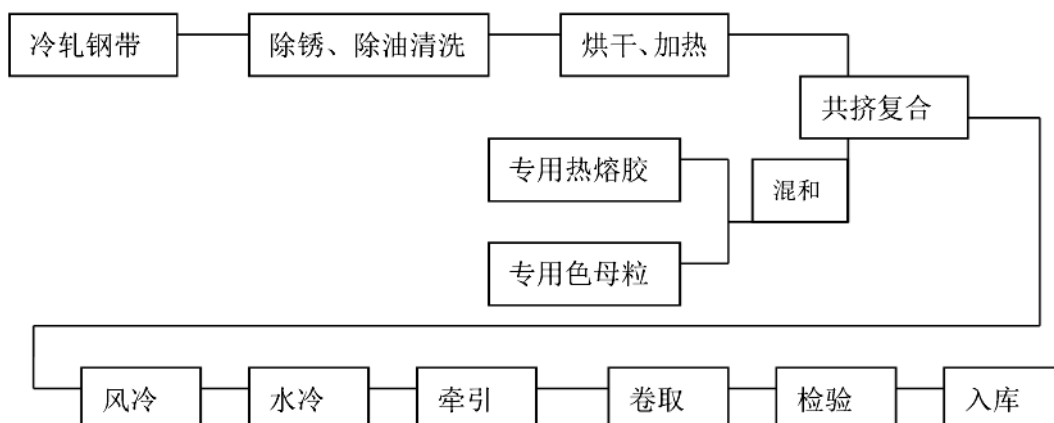 冷轧钢带
除锈、除油清洗
烘干、加热
共挤复合
专用热熔胶
混和
专用色母粒
风冷
水冷
牵引
卷取
检验
入库